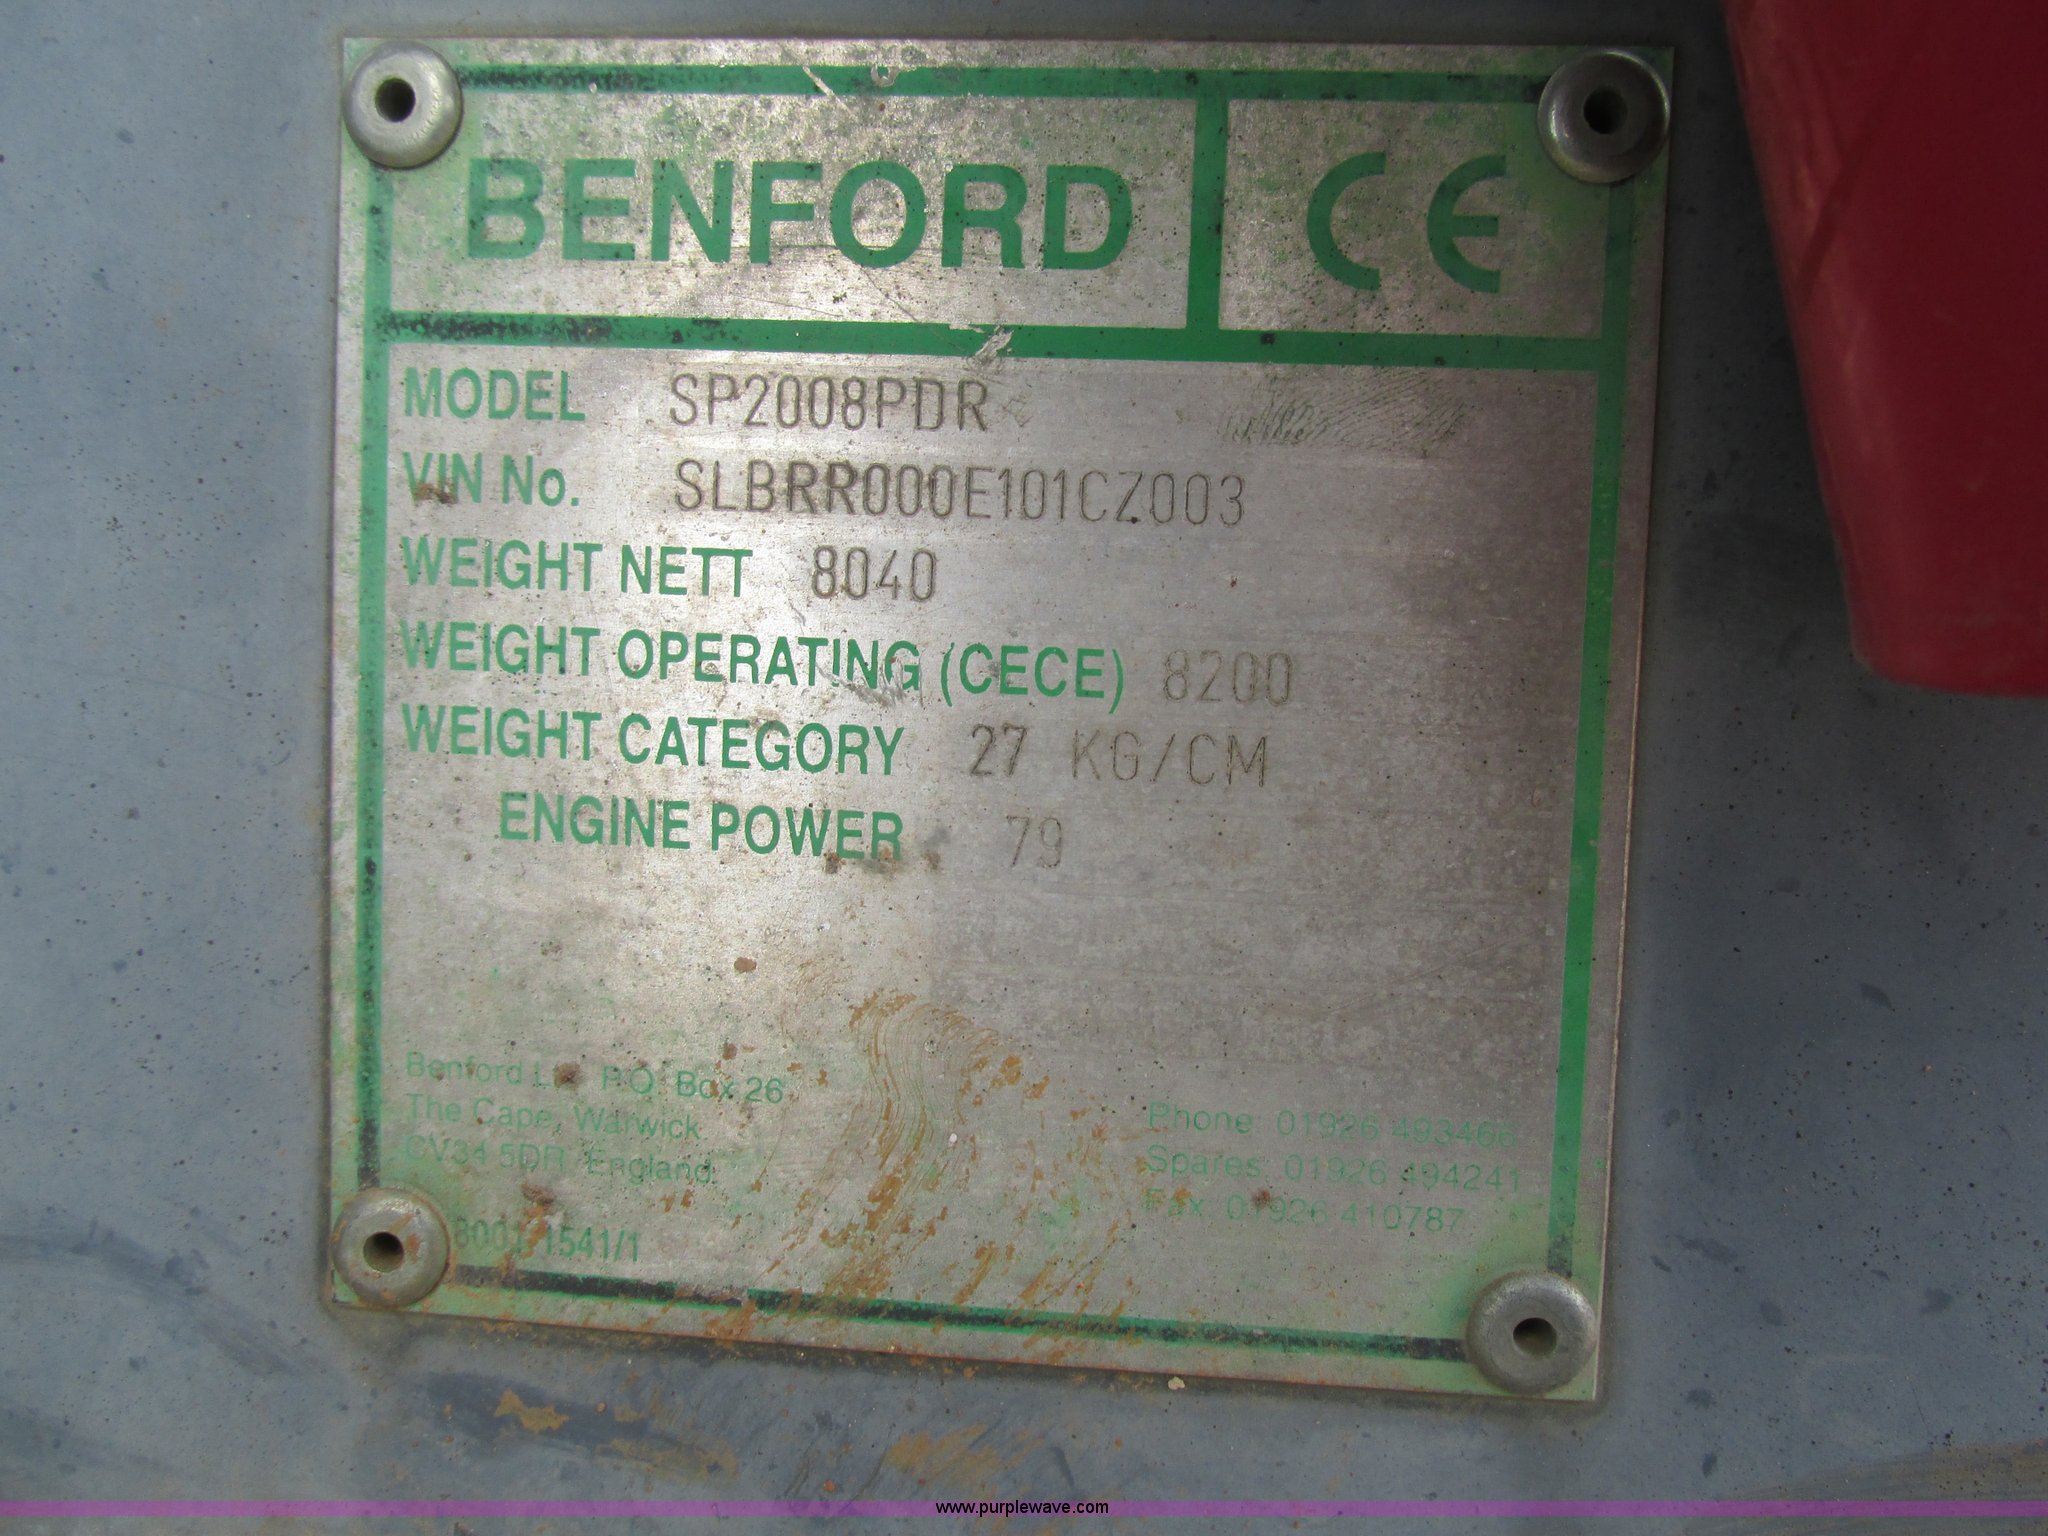 BENFORD CE
MODEL SP2008PDR
VIN No. SLBRR000E101CZ003
WEIGHT NETT 8040
WEIGHT OPERATING (CECE) 8200
WEIGHT CATEGORY 27 KG/CM
ENGINE POWER 79
Benford P.O. Box 26
The Cape, Warwick
CV34 5DR England
Phone: 01926 493466
Spares: 01926 494241
Fax: 01926 410787
1541/1
www.purplewave.com